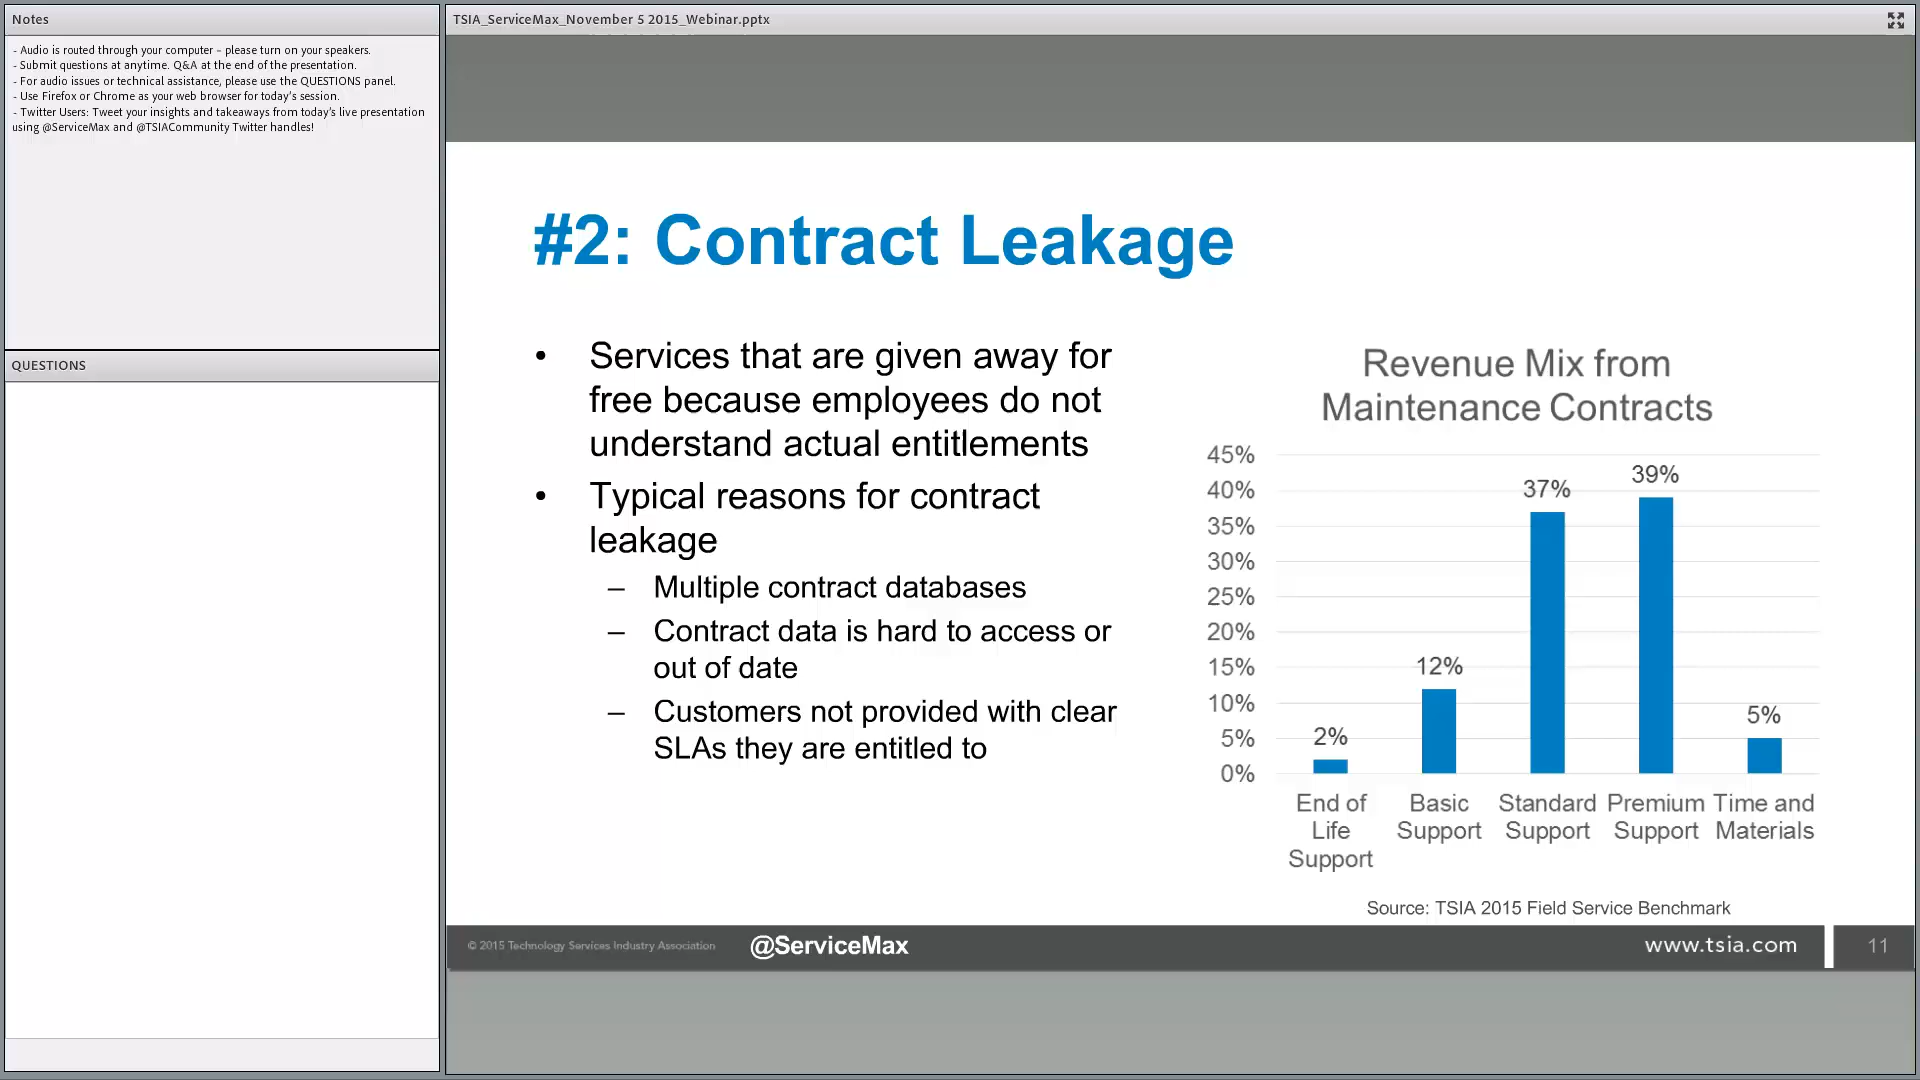 Notes
- Audio is routed through your computer – please turn on your speakers.
- Submit questions at anytime. Q&A at the end of the presentation.
- For audio issues or technical assistance, please use the QUESTIONS panel.
- Use Firefox or Chrome as your web browser for today's session.
- Twitter Users: Tweet your insights and takeaways from today's live presentation
using @ServiceMax and @TSIACommunity Twitter handles!
QUESTIONS
TSIA_ServiceMax_November 5 2015_Webinar.pptx
#2: Contract Leakage
• Services that are given away for
free because employees do not
understand actual entitlements
• Typical reasons for contract
leakage
– Multiple contract databases
– Contract data is hard to access or
out of date
– Customers not provided with clear
SLAs they are entitled to
Revenue Mix from
Maintenance Contracts
45%
40%
35%
30%
25%
20%
15%
10%
5%
0%
2%
12%
37%
39%
5%
End of
Life
Support
Basic
Support
Standard
Support
Premium
Support
Time and
Materials
Source: TSIA 2015 Field Service Benchmark
© 2015 Technology Services Industry Association
@ServiceMax
www.tsia.com
11